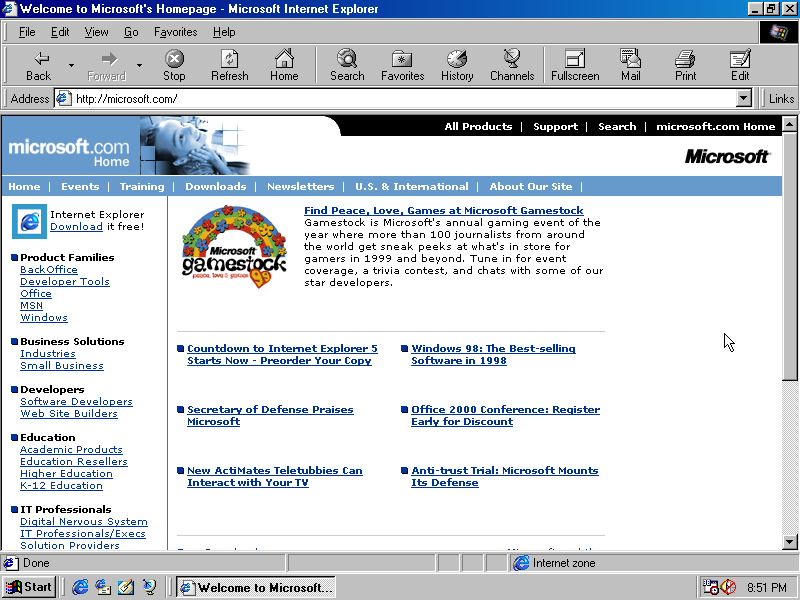 Welcome to Microsoft's Homepage - Microsoft Internet Explorer
File Edit View Go Favorites Help
Back Forward Stop Refresh Home Search Favorites History Channels Fullscreen Mail Print Edit
Address http://microsoft.com/ Links
All Products | Support | Search | microsoft.com Home
microsoft.com
Home
Microsoft
Home | Events | Training | Downloads | Newsletters | U.S. & International | About Our Site |
Internet Explorer
Download it free!
Product Families
BackOffice
Developer Tools
Office
MSN
Windows
Business Solutions
Industries
Small Business
Developers
Software Developers
Web Site Builders
Education
Academic Products
Education Resellers
Higher Education
K-12 Education
IT Professionals
Digital Nervous System
IT Professionals/Execs
Solution Providers
Microsoft
gamestock
peace, love & games
99
Find Peace, Love, Games at Microsoft Gamestock
Gamestock is Microsoft's annual gaming event of the
year where more than 100 journalists from around
the world get sneak peeks at what's in store for
gamers in 1999 and beyond. Tune in for event
coverage, a trivia contest, and chats with some of our
star developers.
Countdown to Internet Explorer 5
Starts Now - Preorder Your Copy
Windows 98: The Best-selling
Software in 1998
Secretary of Defense Praises
Microsoft
Office 2000 Conference: Register
Early for Discount
New ActiMates Teletubbies Can
Interact with Your TV
Anti-trust Trial: Microsoft Mounts
Its Defense
Done Internet zone
Start Welcome to Microsoft... 8:51 PM